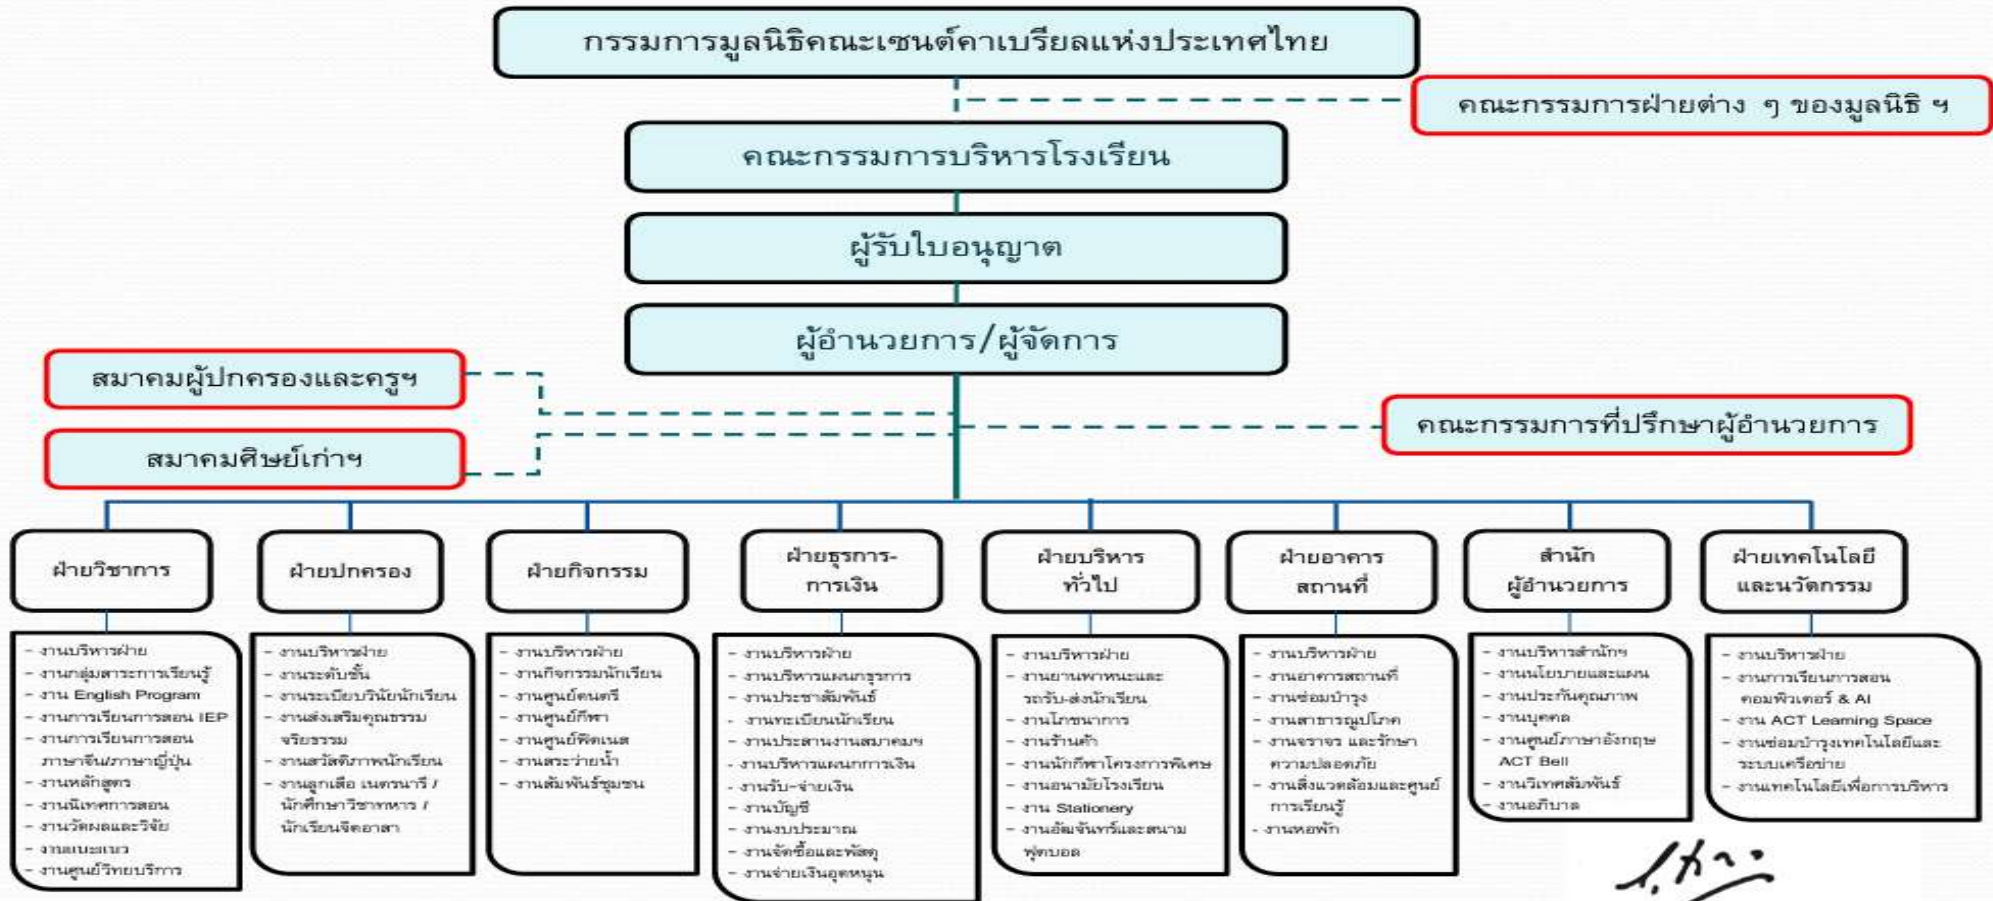 กรรมการมูลนิธิคณะเซนต์คาเบรียลแห่งประเทศไทย
คณะกรรมการฝ่ายต่าง ๆ ของมูลนิธิ ฯ
คณะกรรมการบริหารโรงเรียน
ผู้รับใบอนุญาต
ผู้อำนวยการ/ผู้จัดการ
สมาคมผู้ปกครองและครูฯ
สมาคมศิษย์เก่าฯ
คณะกรรมการที่ปรึกษาผู้อำนวยการ
ฝ่ายวิชาการ
- งานบริหารฝ่าย
- งานกลุ่มสาระการเรียนรู้
- งาน English Program
- งานการเรียนการสอน IEP
- งานการเรียนการสอน
ภาษาจีน/ภาษาญี่ปุ่น
- งานหลักสูตร
- งานนิเทศการสอน
- งานวัดผลและวิจัย
- งานแนะแนว
- งานศูนย์วิทยบริการ
ฝ่ายปกครอง
- งานบริหารฝ่าย
- งานระดับชั้น
- งานระเบียบวินัยนักเรียน
- งานส่งเสริมคุณธรรม
จริยธรรม
- งานสวัสดิภาพนักเรียน
- งานลูกเสือ เนตรนารี /
นักศึกษาวิชาทหาร /
นักเรียนจิตอาสา
ฝ่ายกิจกรรม
- งานบริหารฝ่าย
- งานกิจกรรมนักเรียน
- งานศูนย์ดนตรี
- งานศูนย์กีฬา
- งานศูนย์ฟิตเนส
- งานสระว่ายน้ำ
- งานสัมพันธ์ชุมชน
ฝ่ายธุรการ-
การเงิน
- งานบริหารฝ่าย
- งานบริหารแผนกธุรการ
- งานประชาสัมพันธ์
- งานทะเบียนนักเรียน
- งานประสานงานสมาคมฯ
- งานบริหารแผนกการเงิน
- งานรับ-จ่ายเงิน
- งานบัญชี
- งานงบประมาณ
- งานจัดซื้อและพัสดุ
- งานจ่ายเงินอุดหนุน
ฝ่ายบริหาร
ทั่วไป
- งานบริหารฝ่าย
- งานยานพาหนะและ
รถรับ-ส่งนักเรียน
- งานโภชนาการ
- งานร้านค้า
- งานนักกีฬาโครงการพิเศษ
- งานอนามัยโรงเรียน
- งาน Stationery
- งานอัฒจันทร์และสนาม
ฟุตบอล
ฝ่ายอาคาร
สถานที่
- งานบริหารฝ่าย
- งานอาคารสถานที่
- งานซ่อมบำรุง
- งานสาธารณูปโภค
- งานจราจร และรักษา
ความปลอดภัย
- งานสิ่งแวดล้อมและศูนย์
การเรียนรู้
- งานหอพัก
สำนัก
ผู้อำนวยการ
- งานบริหารสำนักฯ
- งานนโยบายและแผน
- งานประกันคุณภาพ
- งานบุคคล
- งานศูนย์ภาษาอังกฤษ
ACT Bell
- งานวิเทศสัมพันธ์
- งานอภิบาล
ฝ่ายเทคโนโลยี
และนวัตกรรม
- งานบริหารฝ่าย
- งานการเรียนการสอน
คอมพิวเตอร์ & AI
- งาน ACT Learning Space
- งานซ่อมบำรุงเทคโนโลยีและ
ระบบเครือข่าย
- งานเทคโนโลยีเพื่อการบริหาร